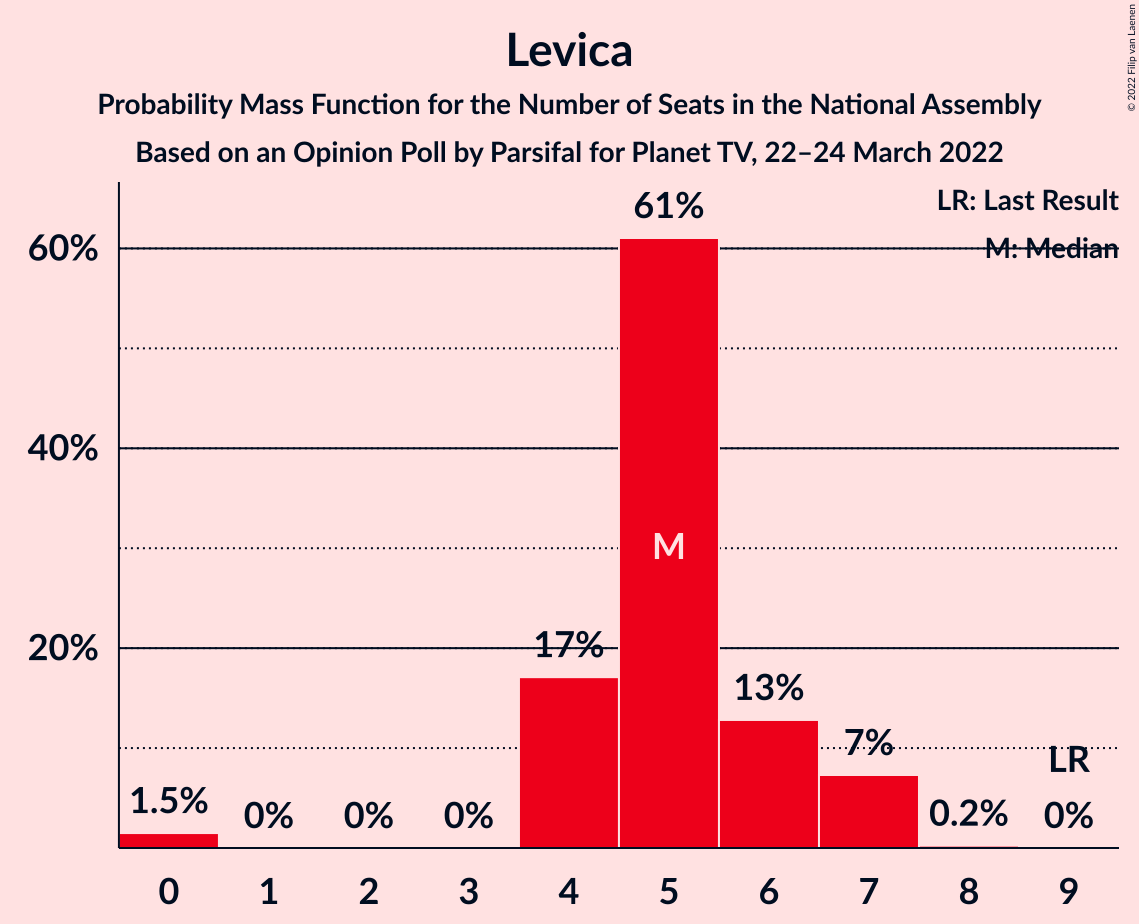 Levica
Probability Mass Function for the Number of Seats in the National Assembly
Based on an Opinion Poll by Parsifal for Planet TV, 22–24 March 2022
© 2022 Filip van Laenen
LR: Last Result
M: Median
60%
40%
20%
1.5%
0%
0%
0%
17%
61%
M
13%
7%
0.2%
LR
0%
0 1 2 3 4 5 6 7 8 9